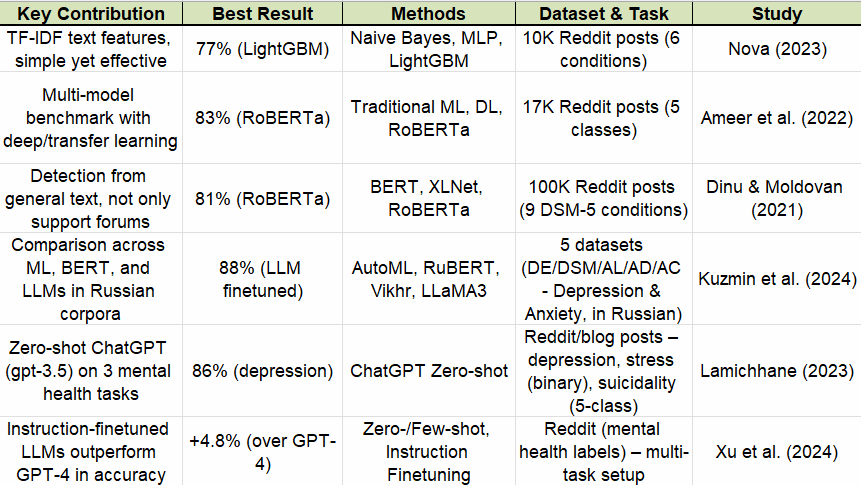 Key Contribution Best Result Methods Dataset & Task Study
TF-IDF text features,
simple yet effective
77% (LightGBM)
Naive Bayes, MLP,
LightGBM
10K Reddit posts (6
conditions)
Nova (2023)
Multi-model
benchmark with
deep/transfer learning
83% (RoBERTa)
Traditional ML, DL,
RoBERTa
17K Reddit posts (5
classes)
Ameer et al. (2022)
Detection from
general text, not only
support forums
81% (RoBERTa)
BERT, XLNet,
RoBERTa
100K Reddit posts
(9 DSM-5 conditions)
Dinu & Moldovan
(2021)
Comparison across
ML, BERT, and
LLMs in Russian
corpora
88% (LLM
finetuned)
AutoML, RuBERT,
Vikhr, LLaMA3
5 datasets
(DE/DSM/AL/AD/AC
- Depression &
Anxiety, in Russian)
Kuzmin et al. (2024)
Zero-shot ChatGPT
(gpt-3.5) on 3 mental
health tasks
86% (depression)
ChatGPT Zero-shot
Reddit/blog posts –
depression, stress
(binary), suicidality
(5-class)
Lamichhane (2023)
Instruction-finetuned
LLMs outperform
GPT-4 in accuracy
+4.8% (over GPT-
4)
Zero-/Few-shot,
Instruction
Finetuning
Reddit (mental
health labels) – multi-
task setup
Xu et al. (2024)